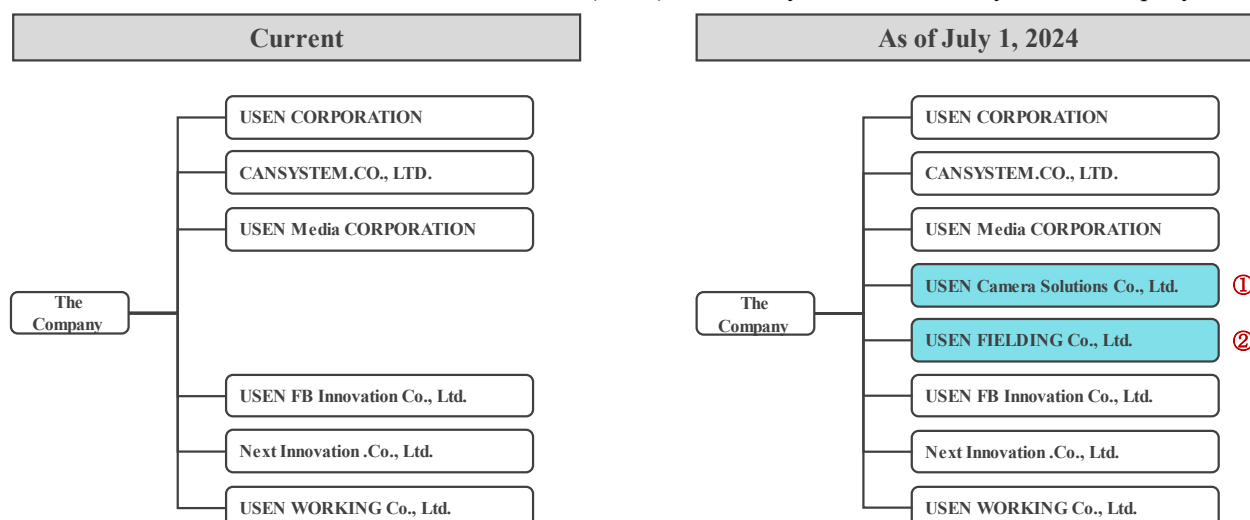 Current
USEN CORPORATION
CANSYSTEM.CO., LTD.
USEN Media CORPORATION
The
Company
USEN FB Innovation Co., Ltd.
Next Innovation .Co., Ltd.
USEN WORKING Co., Ltd.
As of July 1, 2024
USEN CORPORATION
CANSYSTEM.CO., LTD.
USEN Media CORPORATION
USEN Camera Solutions Co., Ltd. ①
The
Company
USEN FIELDING Co., Ltd. ②
USEN FB Innovation Co., Ltd.
Next Innovation .Co., Ltd.
USEN WORKING Co., Ltd.